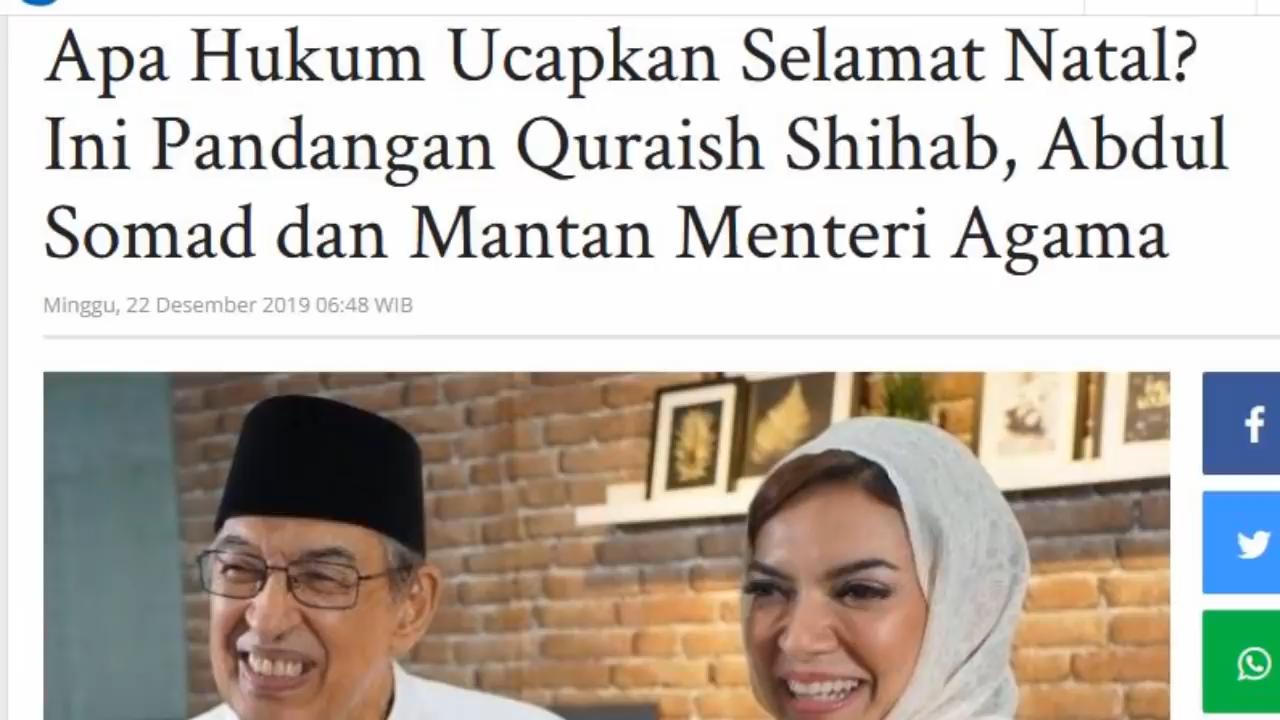 Apa Hukum Ucapkan Selamat Natal?
Ini Pandangan Quraish Shihab, Abdul
Somad dan Mantan Menteri Agama
Minggu, 22 Desember 2019 06:48 WIB